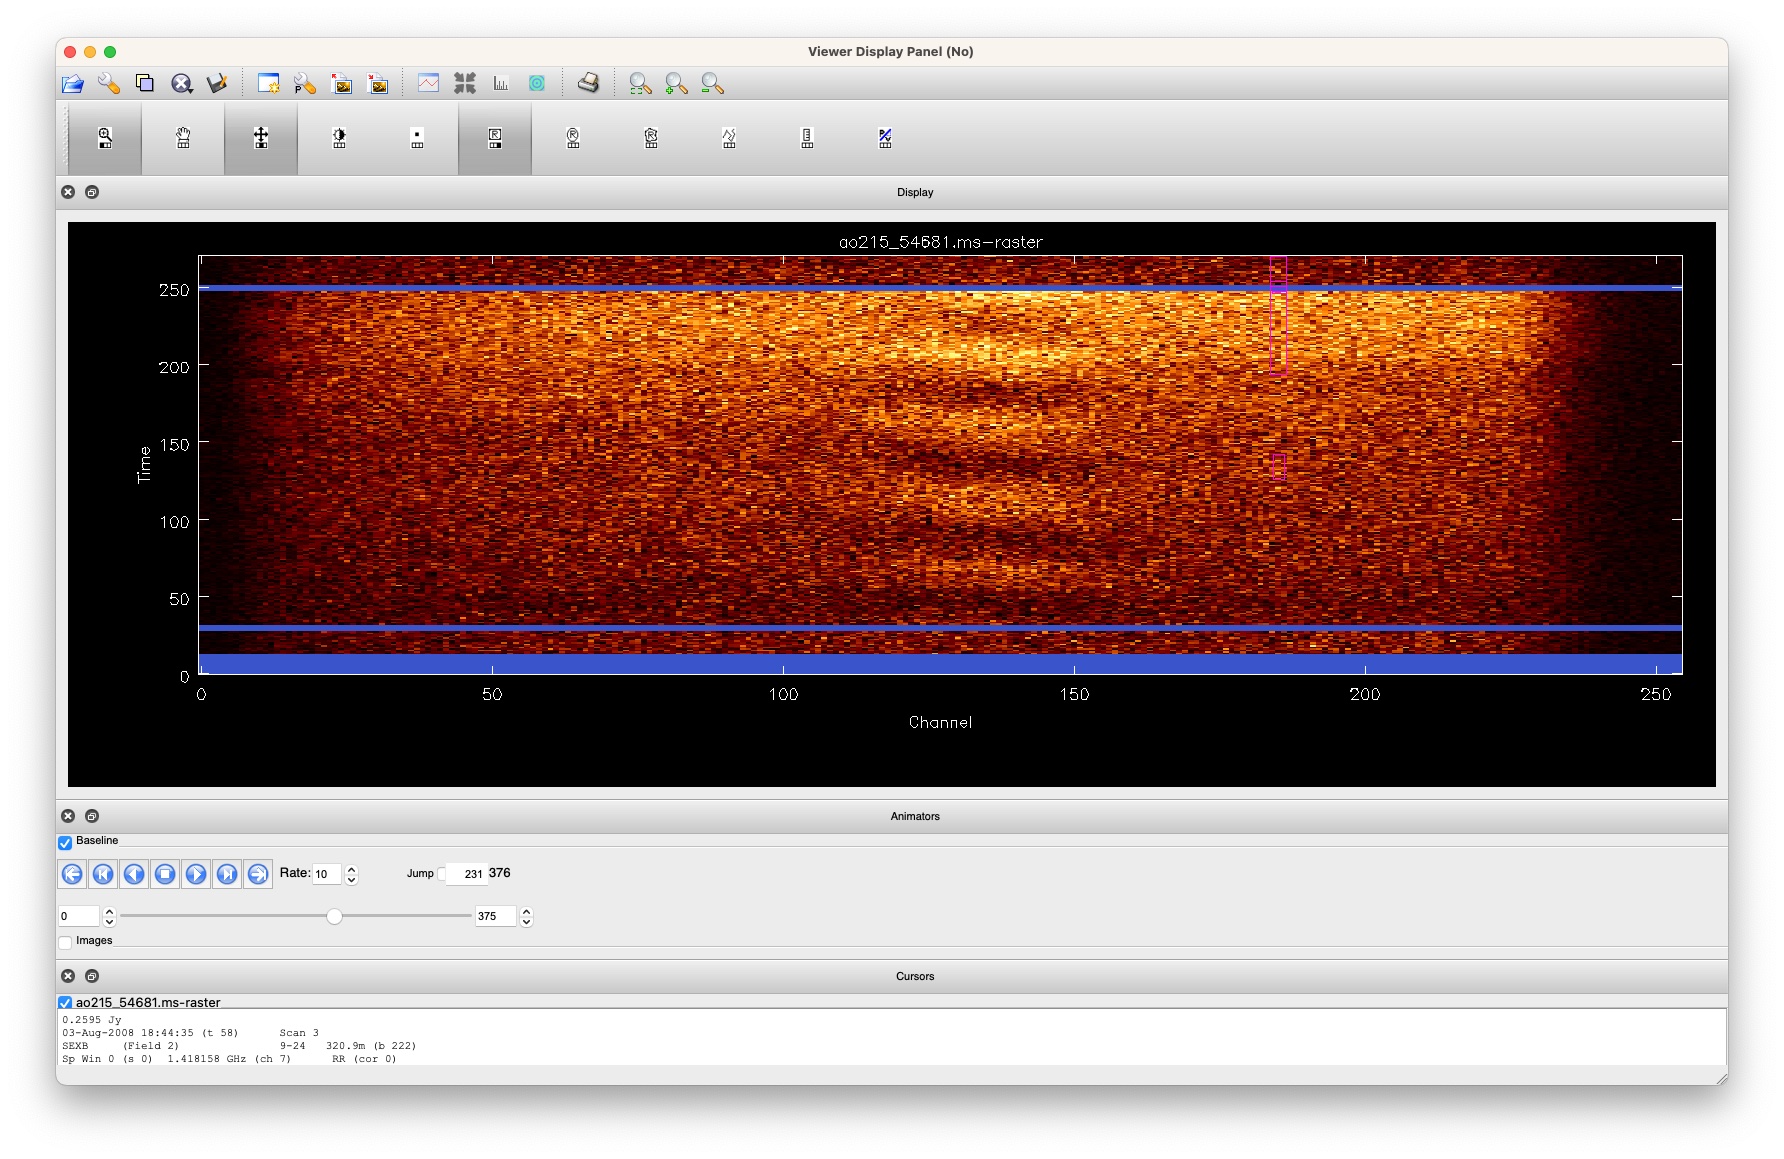 Viewer Display Panel (No)
Display
ao215_54681.ms-raster
250
200
150
100
50
0
Time
0 50 100 150 200 250
Channel
Animators
Baseline
Rate: 10 Jump 231 376
0 375
Images
Cursors
ao215_54681.ms-raster
0.2595 Jy
03-Aug-2008 18:44:35 (t 58) Scan 3
SEXB (Field 2) 9-24 320.9m (b 222)
Sp Win 0 (s 0) 1.418158 GHz (ch 7) RR (cor 0)